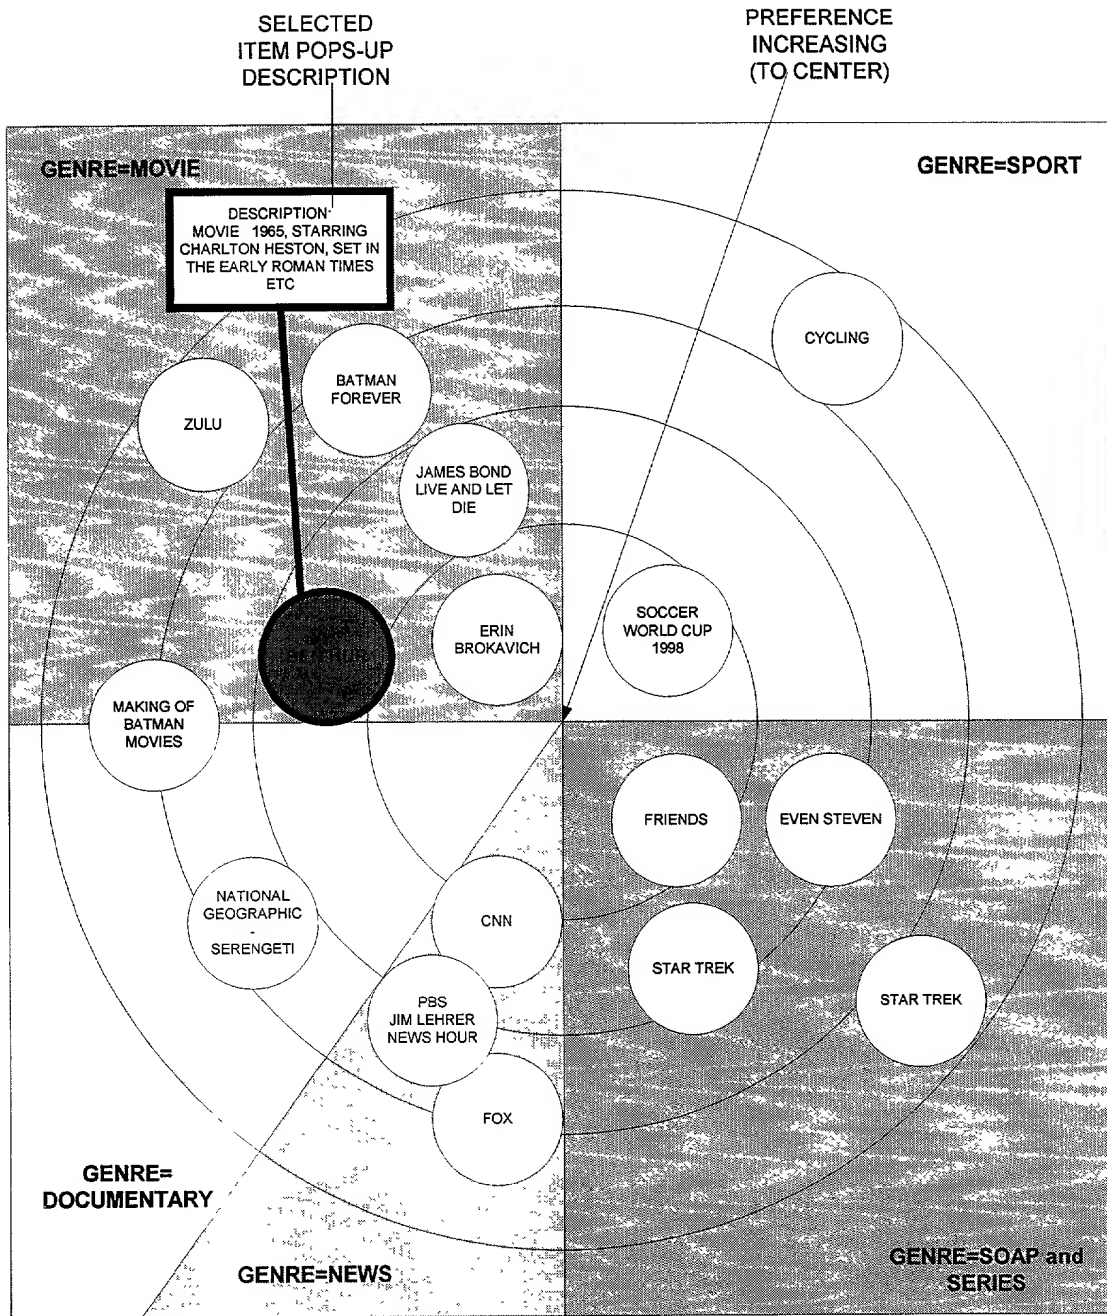 SELECTED
ITEM POPS-UP
DESCRIPTION
PREFERENCE
INCREASING
(TO CENTER)
GENRE=MOVIE
GENRE=SPORT
DESCRIPTION:
MOVIE 1965, STARRING
CHARLTON HESTON, SET IN
THE EARLY ROMAN TIMES
ETC
CYCLING
BATMAN
FOREVER
ZULU
JAMES BOND
LIVE AND LET
DIE
SOCCER
WORLD CUP
1998
ERIN
BROKAVICH
BEN HUR
MAKING OF
BATMAN
MOVIES
FRIENDS
EVEN STEVEN
NATIONAL
GEOGRAPHIC
-
SERENGETI
CNN
STAR TREK
STAR TREK
PBS
JIM LEHRER
NEWS HOUR
FOX
GENRE=
DOCUMENTARY
GENRE=NEWS
GENRE=SOAP and
SERIES